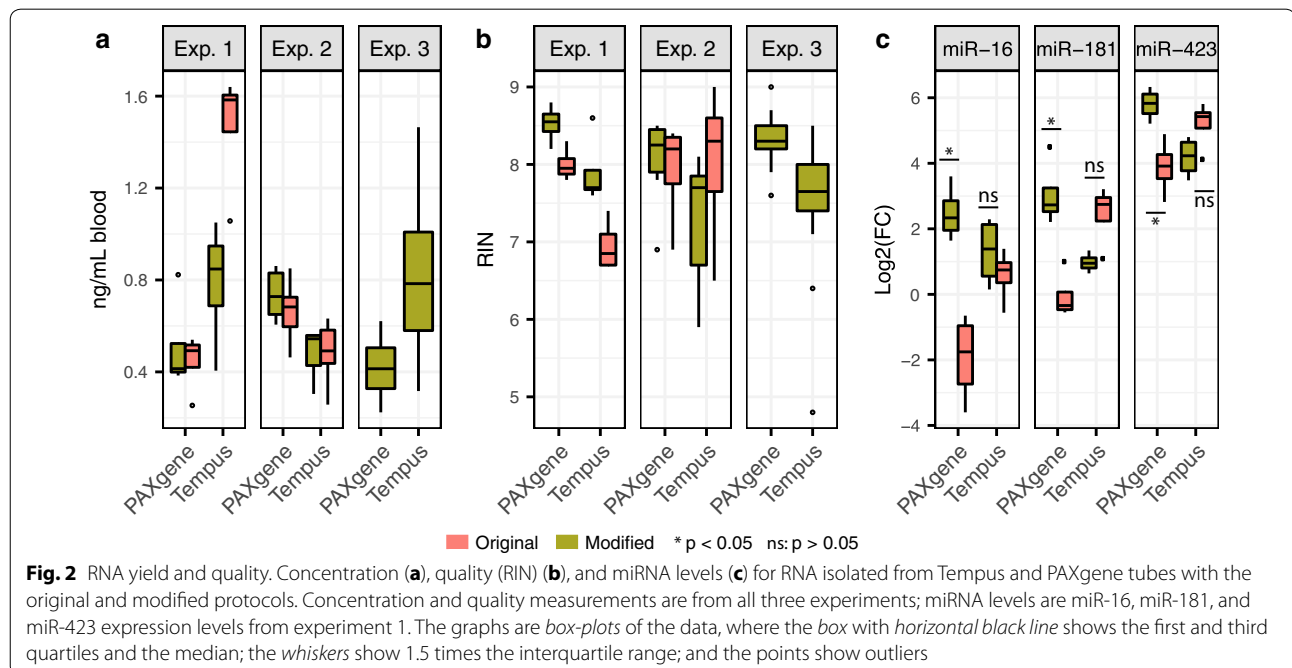 a
Exp. 1 Exp. 2 Exp. 3
ng/mL blood
1.6
1.2
0.8
0.4
PAXgene Tempus PAXgene Tempus PAXgene Tempus
b
Exp. 1 Exp. 2 Exp. 3
RIN
9
8
7
6
5
PAXgene Tempus PAXgene Tempus PAXgene Tempus
c
miR−16 miR−181 miR−423
Log2(FC)
6
4
2
0
−2
−4
* ns * ns * ns
PAXgene Tempus PAXgene Tempus PAXgene Tempus
Original Modified * p < 0.05 ns: p > 0.05
Fig. 2 RNA yield and quality. Concentration (a), quality (RIN) (b), and miRNA levels (c) for RNA isolated from Tempus and PAXgene tubes with the
original and modified protocols. Concentration and quality measurements are from all three experiments; miRNA levels are miR-16, miR-181, and
miR-423 expression levels from experiment 1. The graphs are box-plots of the data, where the box with horizontal black line shows the first and third
quartiles and the median; the whiskers show 1.5 times the interquartile range; and the points show outliers